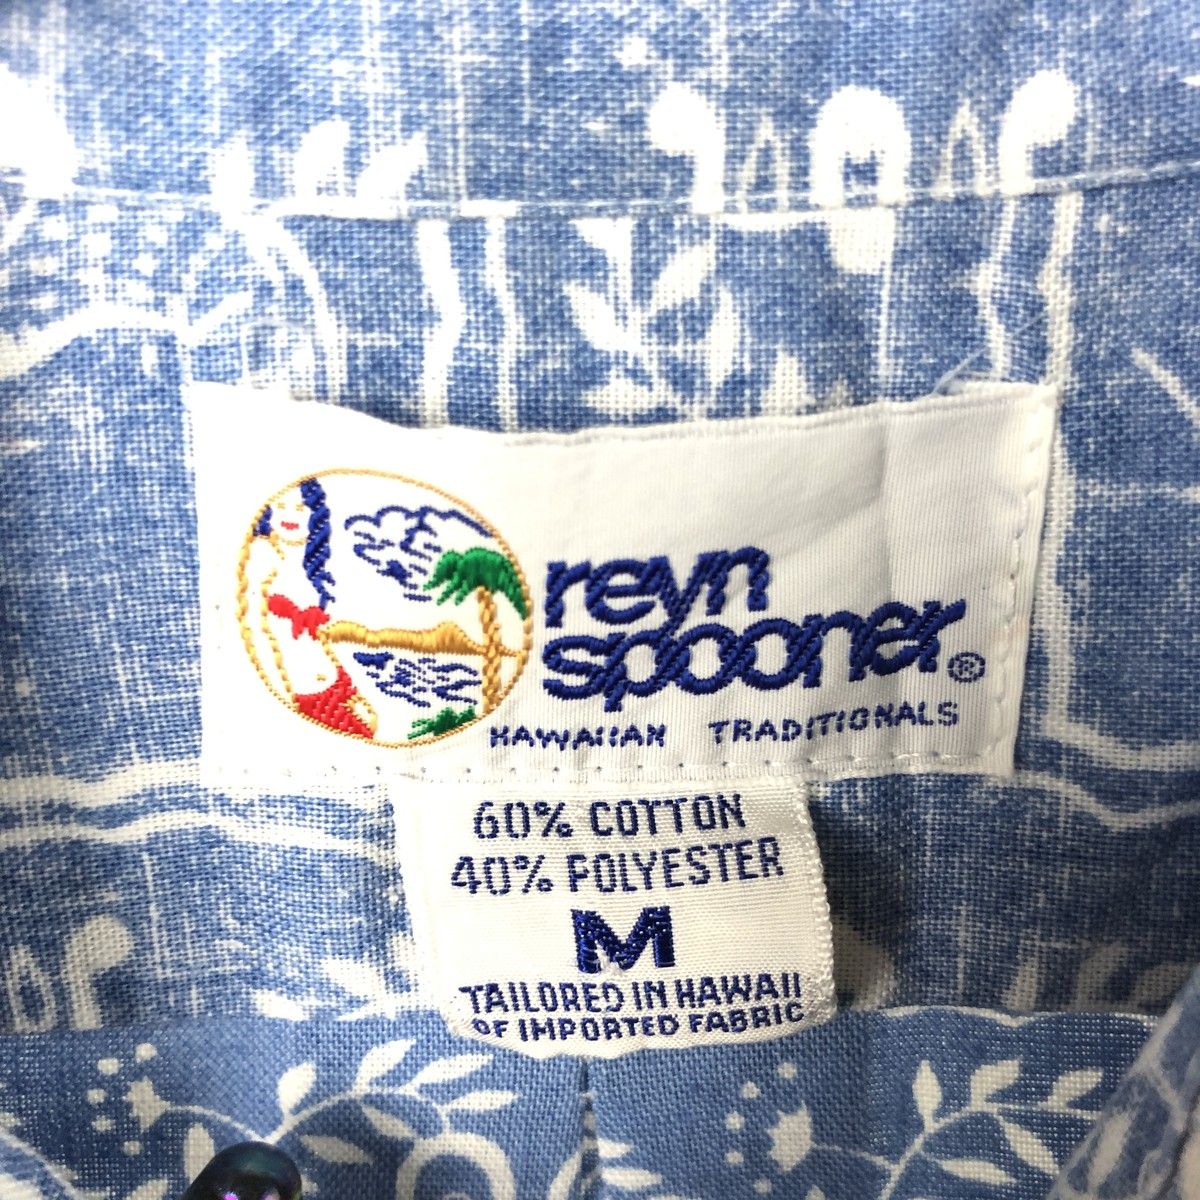 reyn
spooner®
HAWAIIAN TRADITIONALS
60% COTTON
40% POLYESTER
M
TAILORED IN HAWAII
OF IMPORTED FABRIC